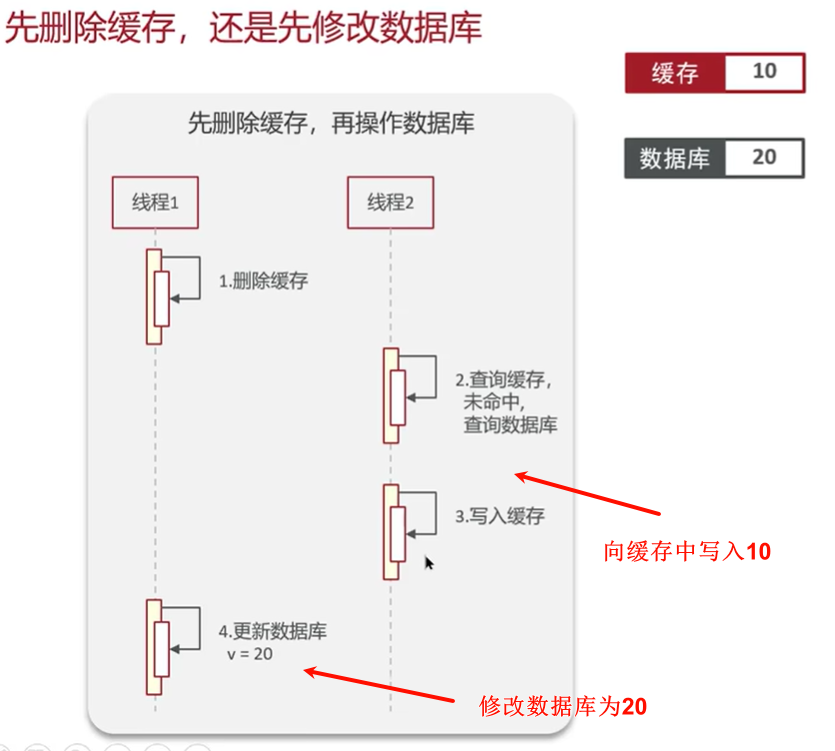 先删除缓存，还是先修改数据库
缓存 10
先删除缓存，再操作数据库
数据库 20
线程1
线程2
1.删除缓存
2.查询缓存，
未命中，
查询数据库
3.写入缓存
向缓存中写入10
4.更新数据库
v = 20
修改数据库为20